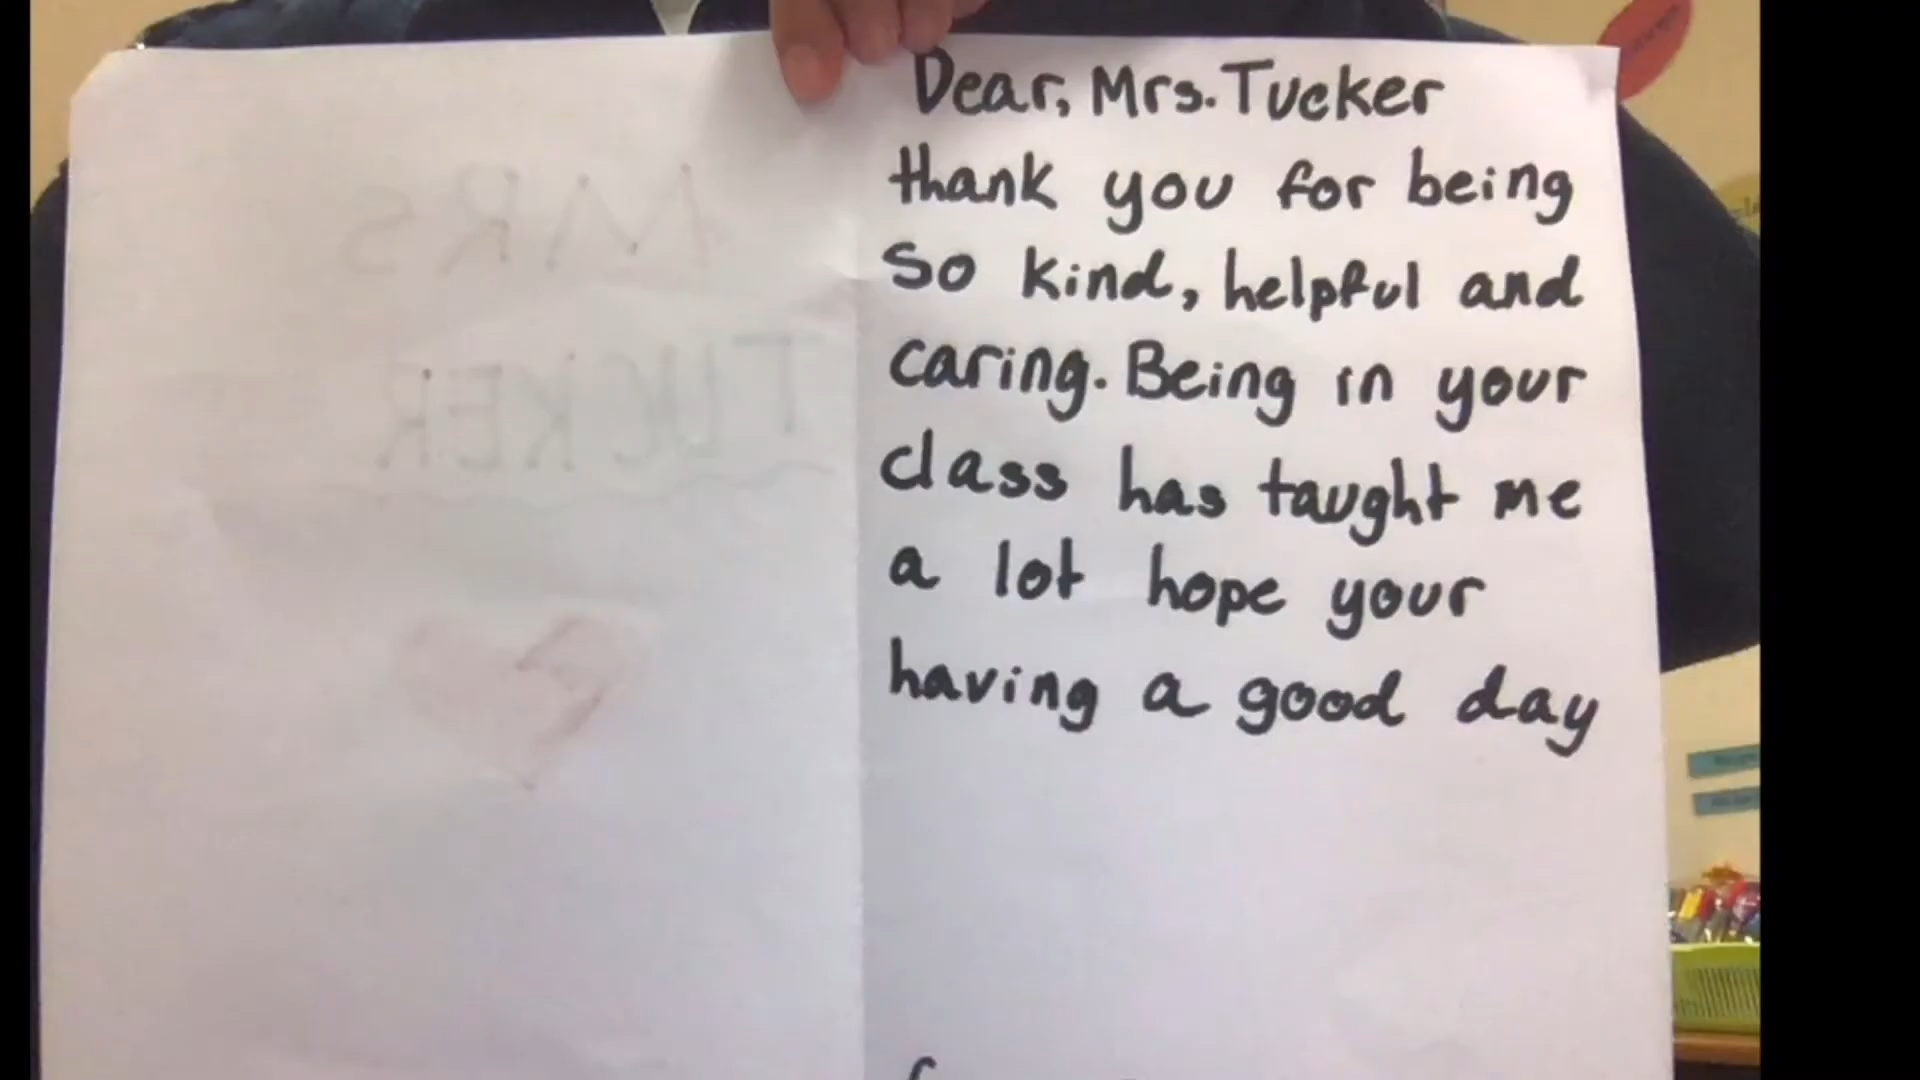 Dear, Mrs. Tucker
thank you for being
so kind, helpful and
caring. Being in your
class has taught me
a lot hope your
having a good day
MRS
TUCKER